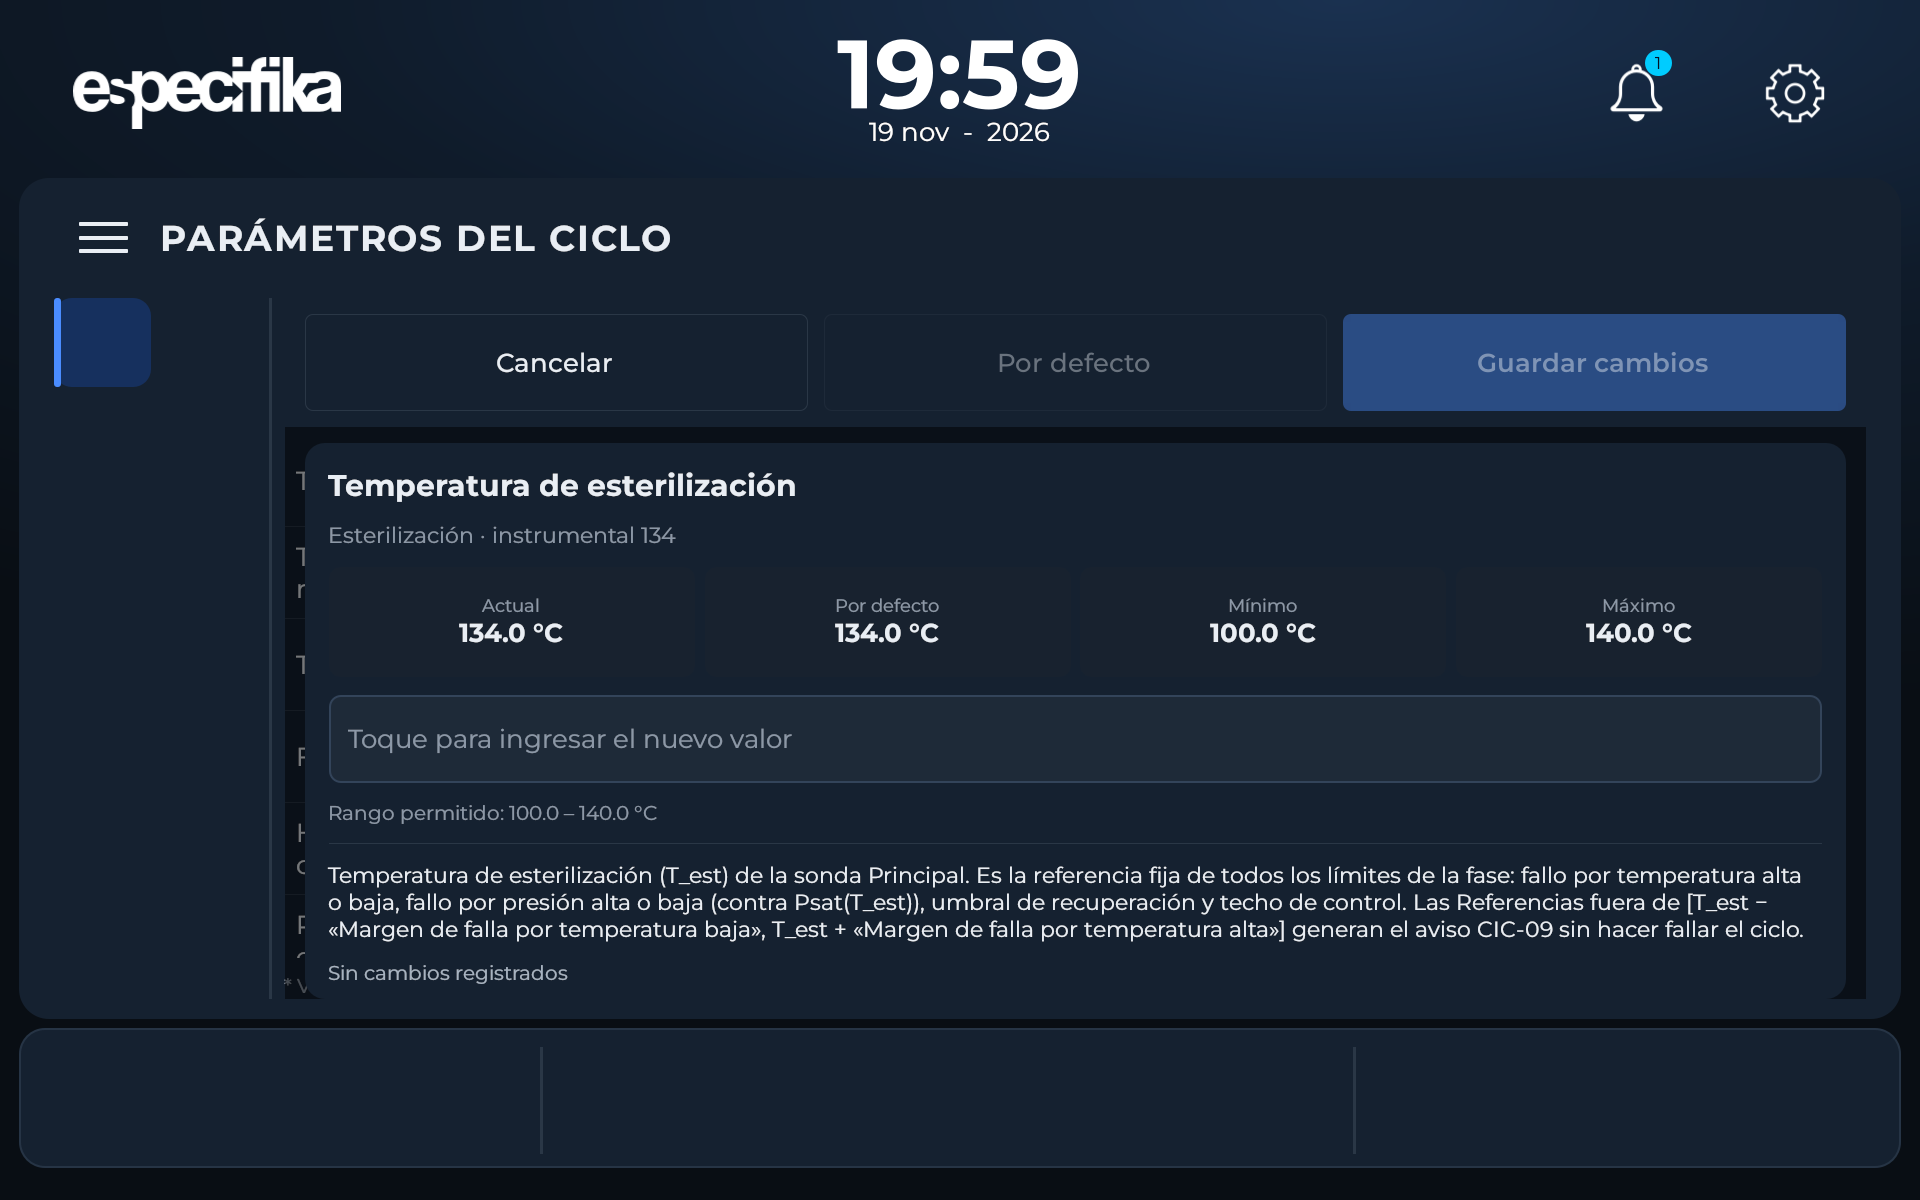 especifika
19:59
19 nov - 2026
1
PARÁMETROS DEL CICLO
Cancelar
Por defecto
Guardar cambios
Temperatura de esterilización
Esterilización · instrumental 134
Actual
134.0 °C
Por defecto
134.0 °C
Mínimo
100.0 °C
Máximo
140.0 °C
Toque para ingresar el nuevo valor
Rango permitido: 100.0 – 140.0 °C
Temperatura de esterilización (T_est) de la sonda Principal. Es la referencia fija de todos los límites de la fase: fallo por temperatura alta
o baja, fallo por presión alta o baja (contra Psat(T_est)), umbral de recuperación y techo de control. Las Referencias fuera de [T_est −
«Margen de falla por temperatura baja», T_est + «Margen de falla por temperatura alta»] generan el aviso CIC-09 sin hacer fallar el ciclo.
Sin cambios registrados